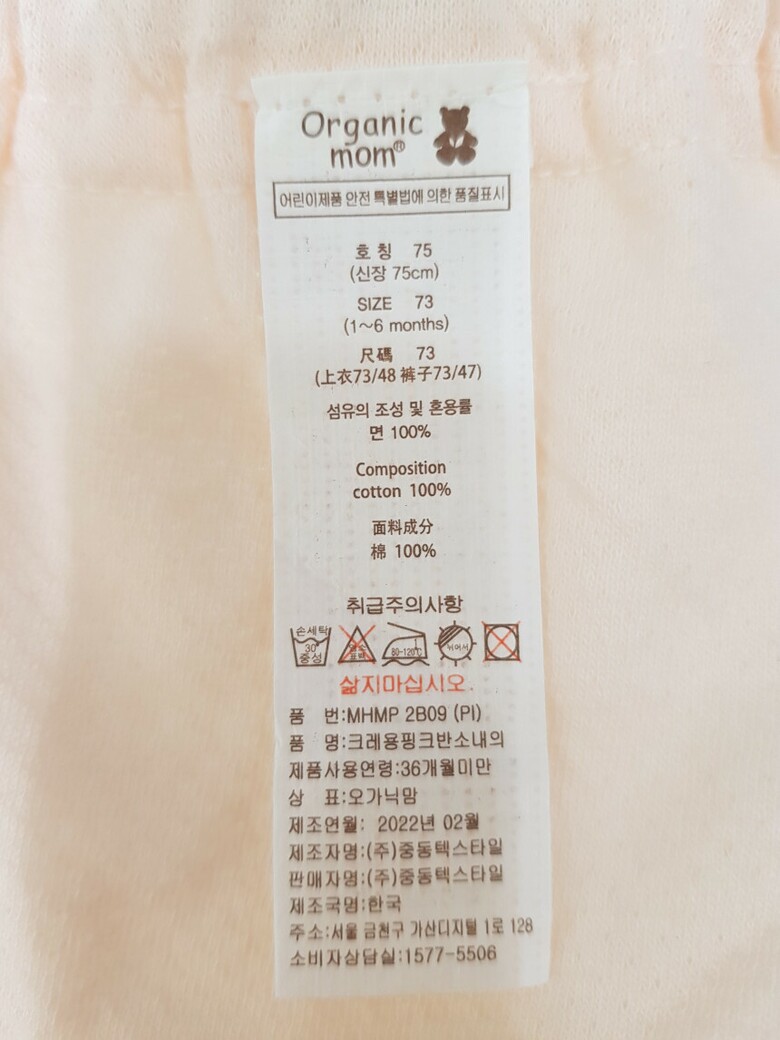 Organic
mom®
어린이제품 안전 특별법에 의한 품질표시
호 칭 75
(신장 75cm)
SIZE 73
(1~6 months)
尺碼 73
(上衣73/48 裤子73/47)
섬유의 조성 및 혼용률
면 100%
Composition
cotton 100%
面料成分
棉 100%
취급주의사항
손세탁
30°
중성
염소
표백
80-120°C
뉘어서
삶지마십시오.
품 번:MHMP 2B09 (PI)
품 명:크레용핑크반소내의
제품사용연령:36개월미만
상 표:오가닉맘
제조연월: 2022년 02월
제조자명:(주)중동텍스타일
판매자명:(주)중동텍스타일
제조국명:한국
주소:서울 금천구 가산디지털 1로 128
소비자상담실:1577-5506